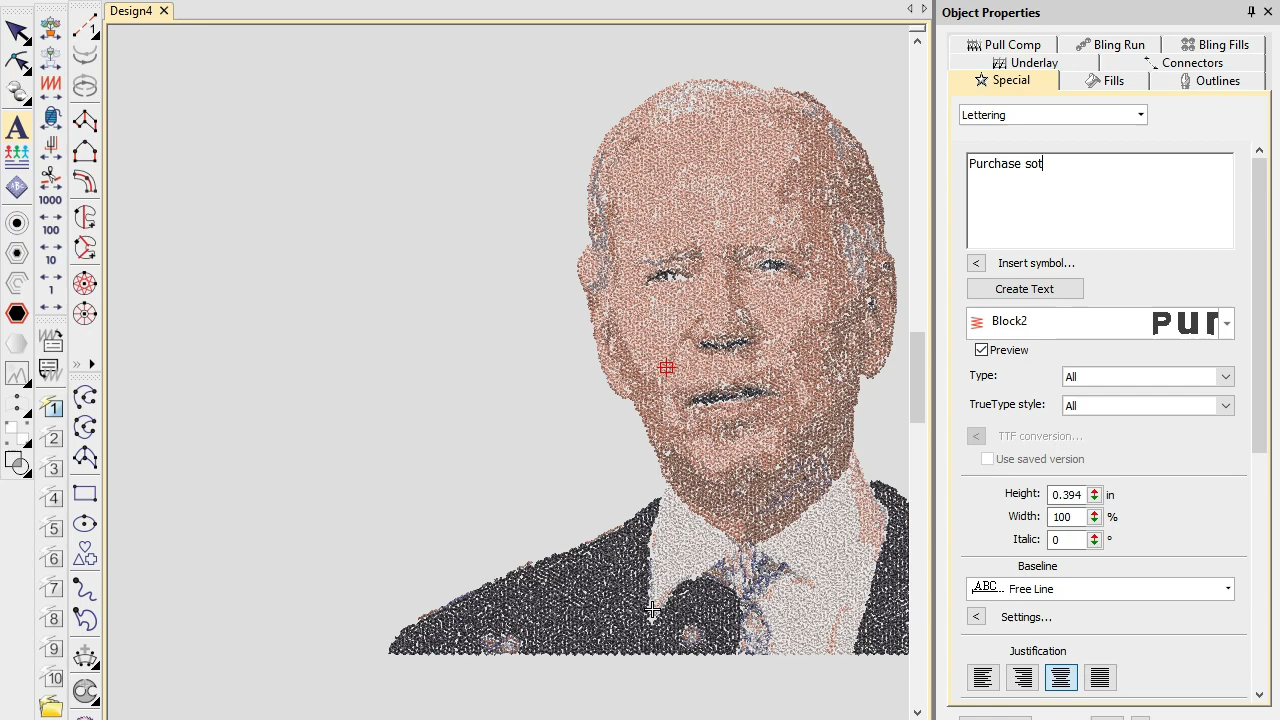 Design4
Object Properties
Pull Comp
Bling Run
Bling Fills
Underlay
Connectors
Special
Fills
Outlines
Lettering
Purchase sot
Insert symbol...
Create Text
Block2
Pur
Preview
Type:
All
TrueType style:
All
TTF conversion...
Use saved version
Height:
0.394
in
Width:
100
%
Italic:
0
°
Baseline
ABC
Free Line
Settings...
Justification
A
ABC
1000
100
10
1
1
2
3
4
5
6
7
8
9
10
1